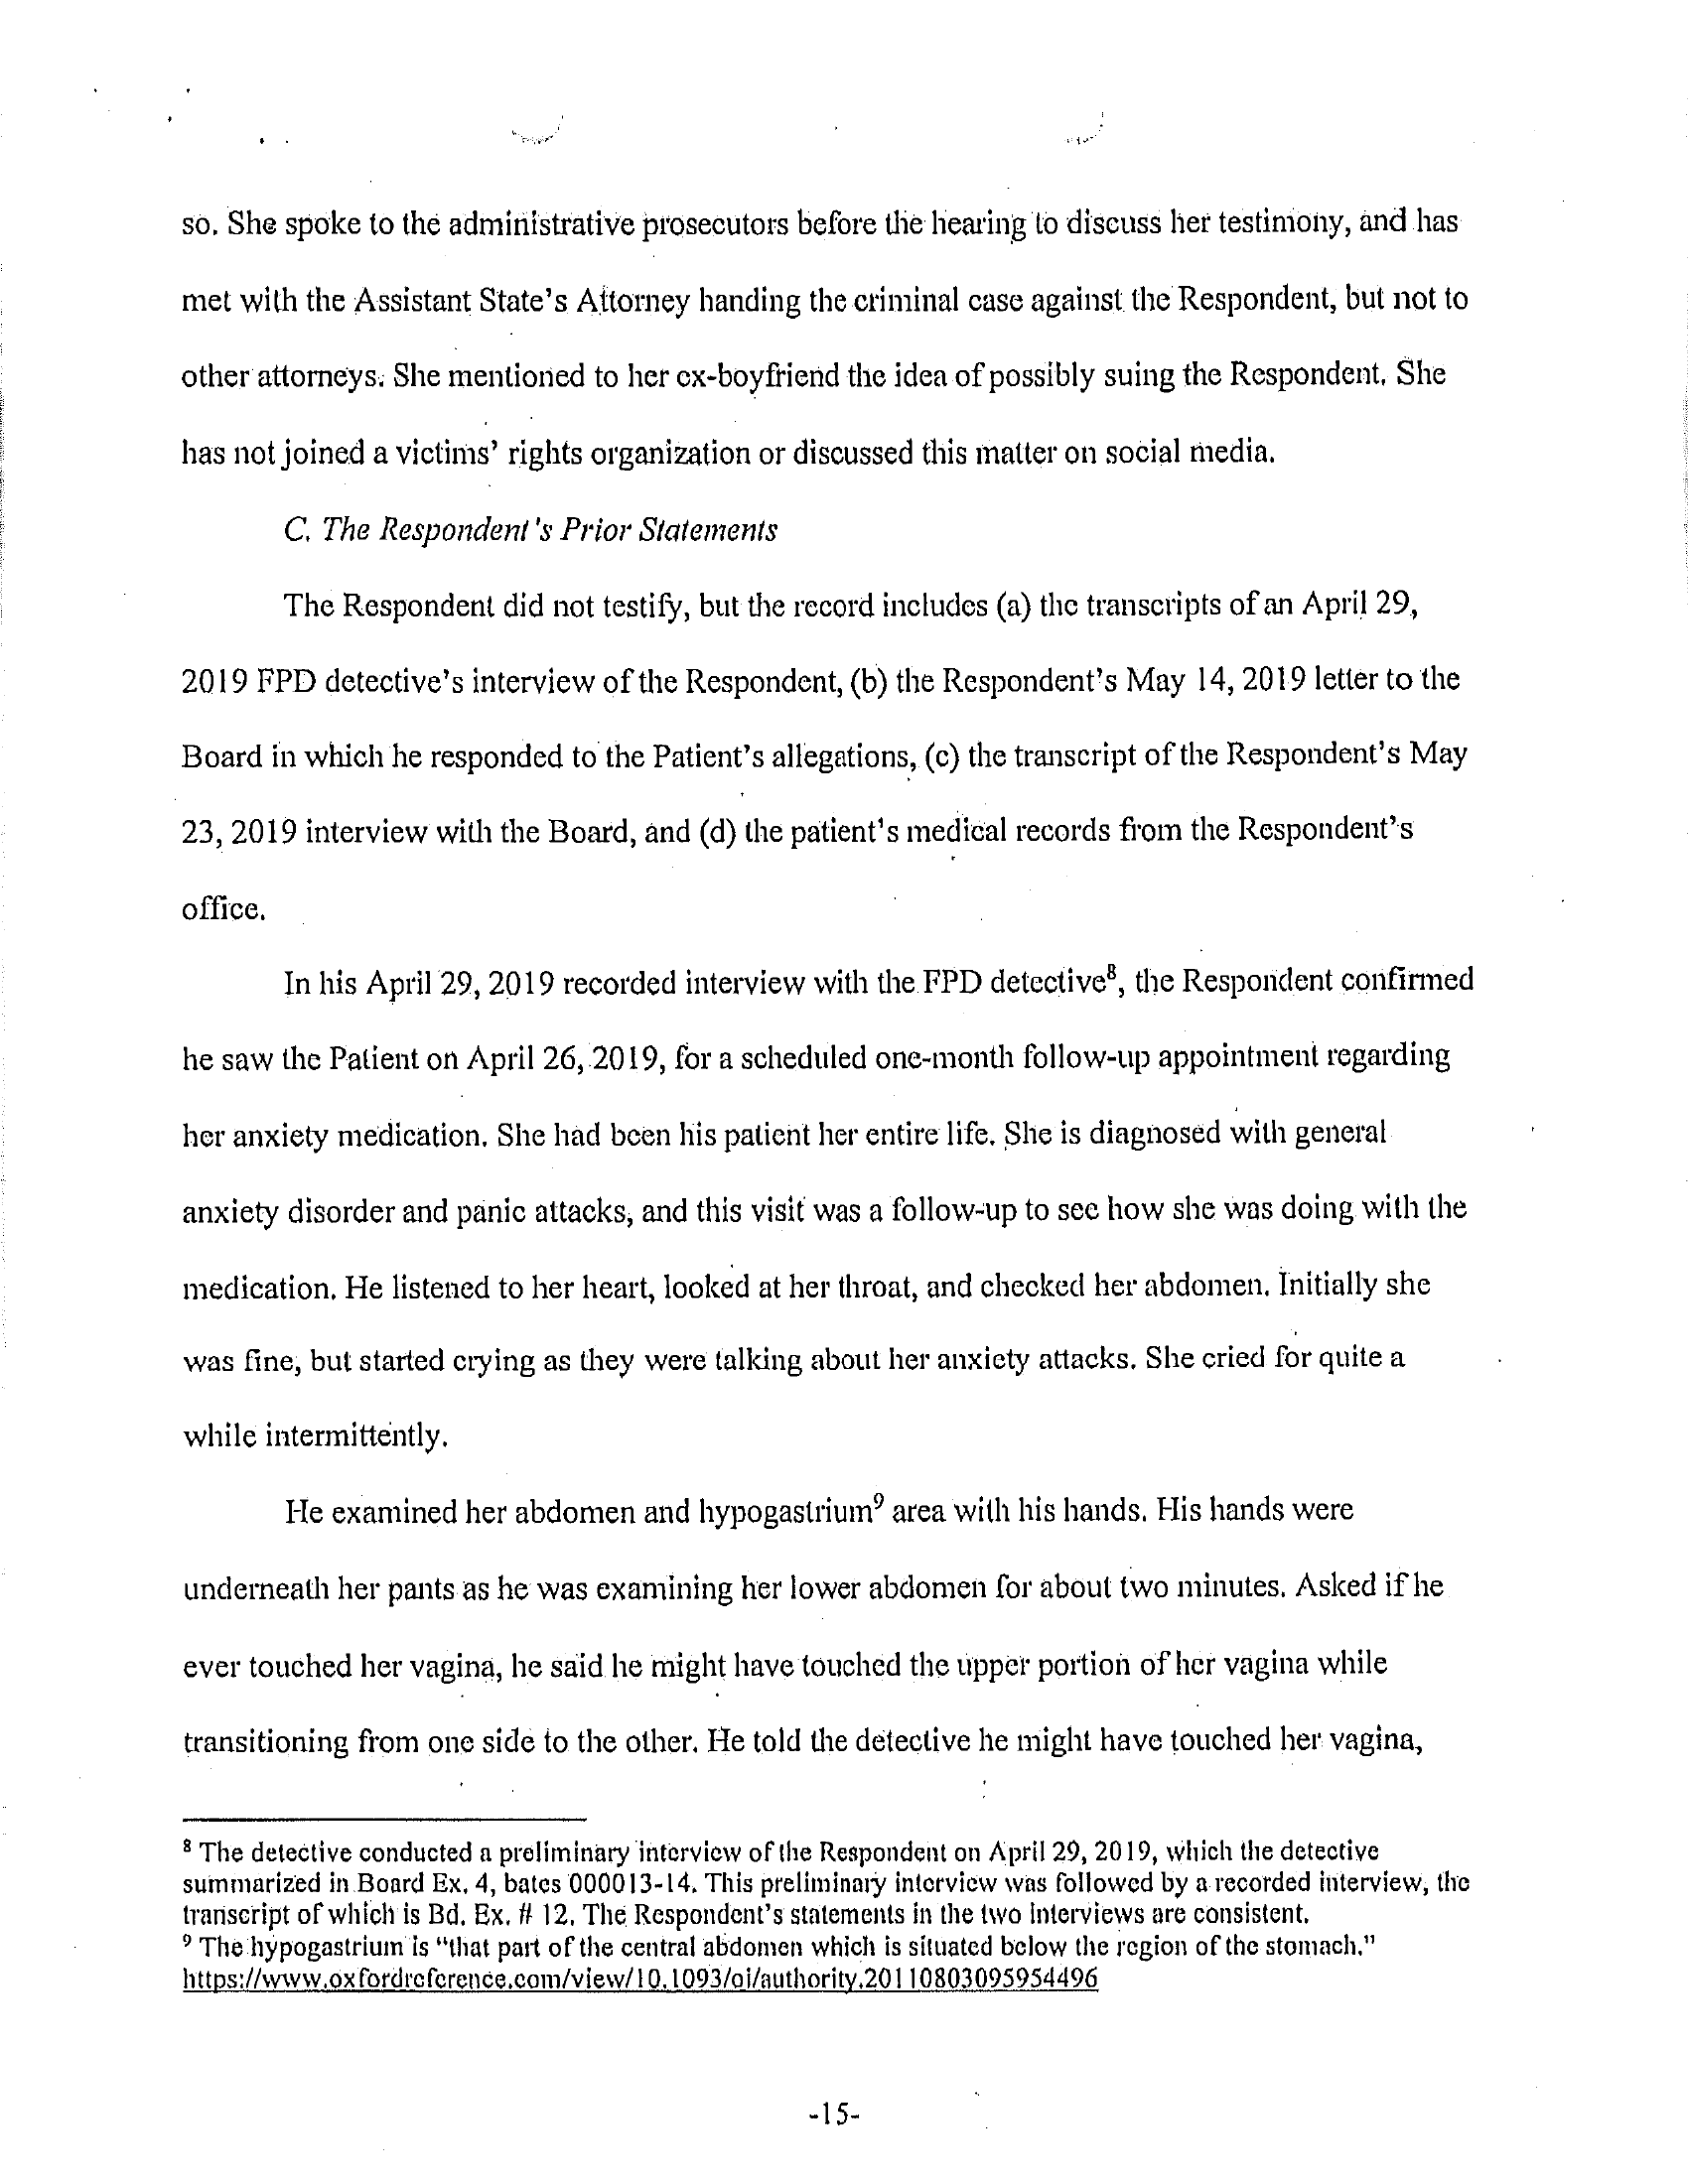 so. She spoke to the administrative prosecutors before the hearing to discuss her testimony, and has
met with the Assistant State's Attorney handing the criminal case against the Respondent, but not to
other attorneys. She mentioned to her ex-boyfriend the idea of possibly suing the Respondent. She
has not joined a victims' rights organization or discussed this matter on social media.
C. The Respondent's Prior Statements
The Respondent did not testify, but the record includes (a) the transcripts of an April 29,
2019 FPD detective's interview of the Respondent, (b) the Respondent's May 14, 2019 letter to the
Board in which he responded to the Patient's allegations, (c) the transcript of the Respondent's May
23, 2019 interview with the Board, and (d) the patient's medical records from the Respondent's
office.
In his April 29, 2019 recorded interview with the FPD detective⁸, the Respondent confirmed
he saw the Patient on April 26, 2019, for a scheduled one-month follow-up appointment regarding
her anxiety medication. She had been his patient her entire life. She is diagnosed with general
anxiety disorder and panic attacks, and this visit was a follow-up to see how she was doing with the
medication. He listened to her heart, looked at her throat, and checked her abdomen. Initially she
was fine, but started crying as they were talking about her anxiety attacks. She cried for quite a
while intermittently.
He examined her abdomen and hypogastrium⁹ area with his hands. His hands were
underneath her pants as he was examining her lower abdomen for about two minutes. Asked if he
ever touched her vagina, he said he might have touched the upper portion of her vagina while
transitioning from one side to the other. He told the detective he might have touched her vagina,
⁸ The detective conducted a preliminary interview of the Respondent on April 29, 2019, which the detective
summarized in Board Ex. 4, bates 000013-14. This preliminary interview was followed by a recorded interview, the
transcript of which is Bd. Ex. # 12. The Respondent's statements in the two interviews are consistent.
⁹ The hypogastrium is "that part of the central abdomen which is situated below the region of the stomach."
https://www.oxfordreference.com/view/10.1093/oi/authority.20110803095954496
-15-